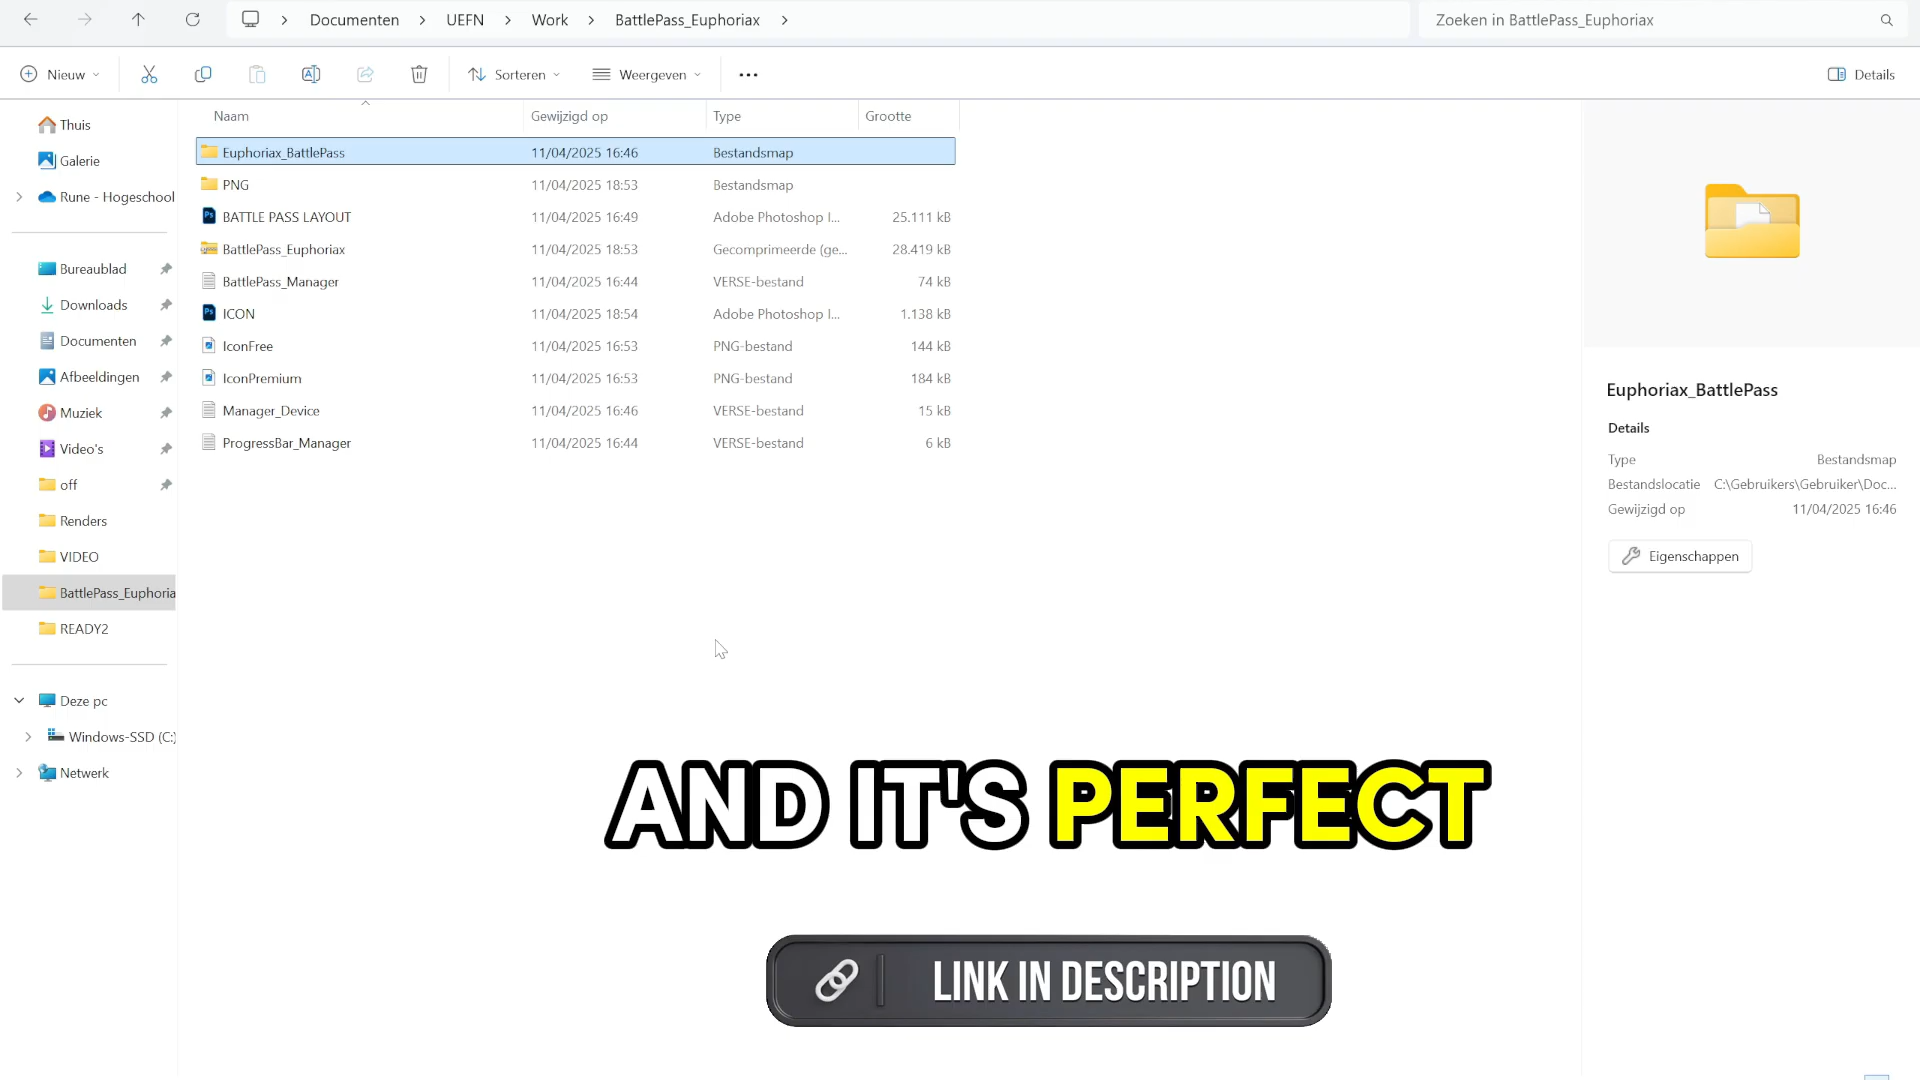 Documenten
UEFN
Work
BattlePass_Euphoriax
Zoeken in BattlePass_Euphoriax
Nieuw
Sorteren
Weergeven
Details
Naam Gewijzigd op Type Grootte
Euphoriax_BattlePass 11/04/2025 16:46 Bestandsmap
PNG 11/04/2025 18:53 Bestandsmap
BATTLE PASS LAYOUT 11/04/2025 16:49 Adobe Photoshop I... 25.111 kB
BattlePass_Euphoriax 11/04/2025 18:53 Gecomprimeerde (ge... 28.419 kB
BattlePass_Manager 11/04/2025 16:44 VERSE-bestand 74 kB
ICON 11/04/2025 18:54 Adobe Photoshop I... 1.138 kB
IconFree 11/04/2025 16:53 PNG-bestand 144 kB
IconPremium 11/04/2025 16:53 PNG-bestand 184 kB
Manager_Device 11/04/2025 16:46 VERSE-bestand 15 kB
ProgressBar_Manager 11/04/2025 16:44 VERSE-bestand 6 kB
Thuis
Galerie
Rune - Hogeschool
Bureaublad
Downloads
Documenten
Afbeeldingen
Muziek
Video's
off
Renders
VIDEO
BattlePass_Euphoria
READY2
Deze pc
Windows-SSD (C:)
Netwerk
Euphoriax_BattlePass
Details
Type Bestandsmap
Bestandslocatie C:\Gebruikers\Gebruiker\Doc...
Gewijzigd op 11/04/2025 16:46
Eigenschappen
AND IT'S PERFECT
LINK IN DESCRIPTION